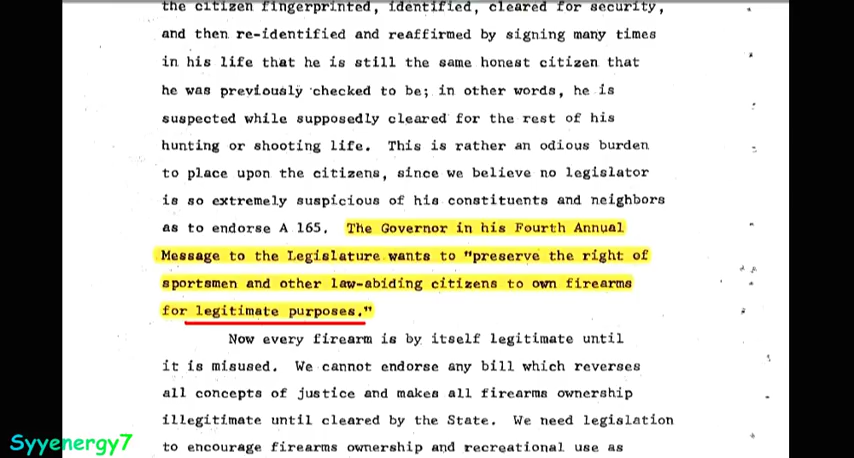 the citizen fingerprinted, identified, cleared for security,
and then re-identified and reaffirmed by signing many times
in his life that he is still the same honest citizen that
he was previously checked to be; in other words, he is
suspected while supposedly cleared for the rest of his
hunting or shooting life. This is rather an odious burden
to place upon the citizens, since we believe no legislator
is so extremely suspicious of his constituents and neighbors
as to endorse A 165. The Governor in his Fourth Annual
Message to the Legislature wants to "preserve the right of
sportsmen and other law-abiding citizens to own firearms
for legitimate purposes."
Now every firearm is by itself legitimate until
it is misused. We cannot endorse any bill which reverses
all concepts of justice and makes all firearms ownership
illegitimate until cleared by the State. We need legislation
to encourage firearms ownership and recreational use as
Syyenergy7